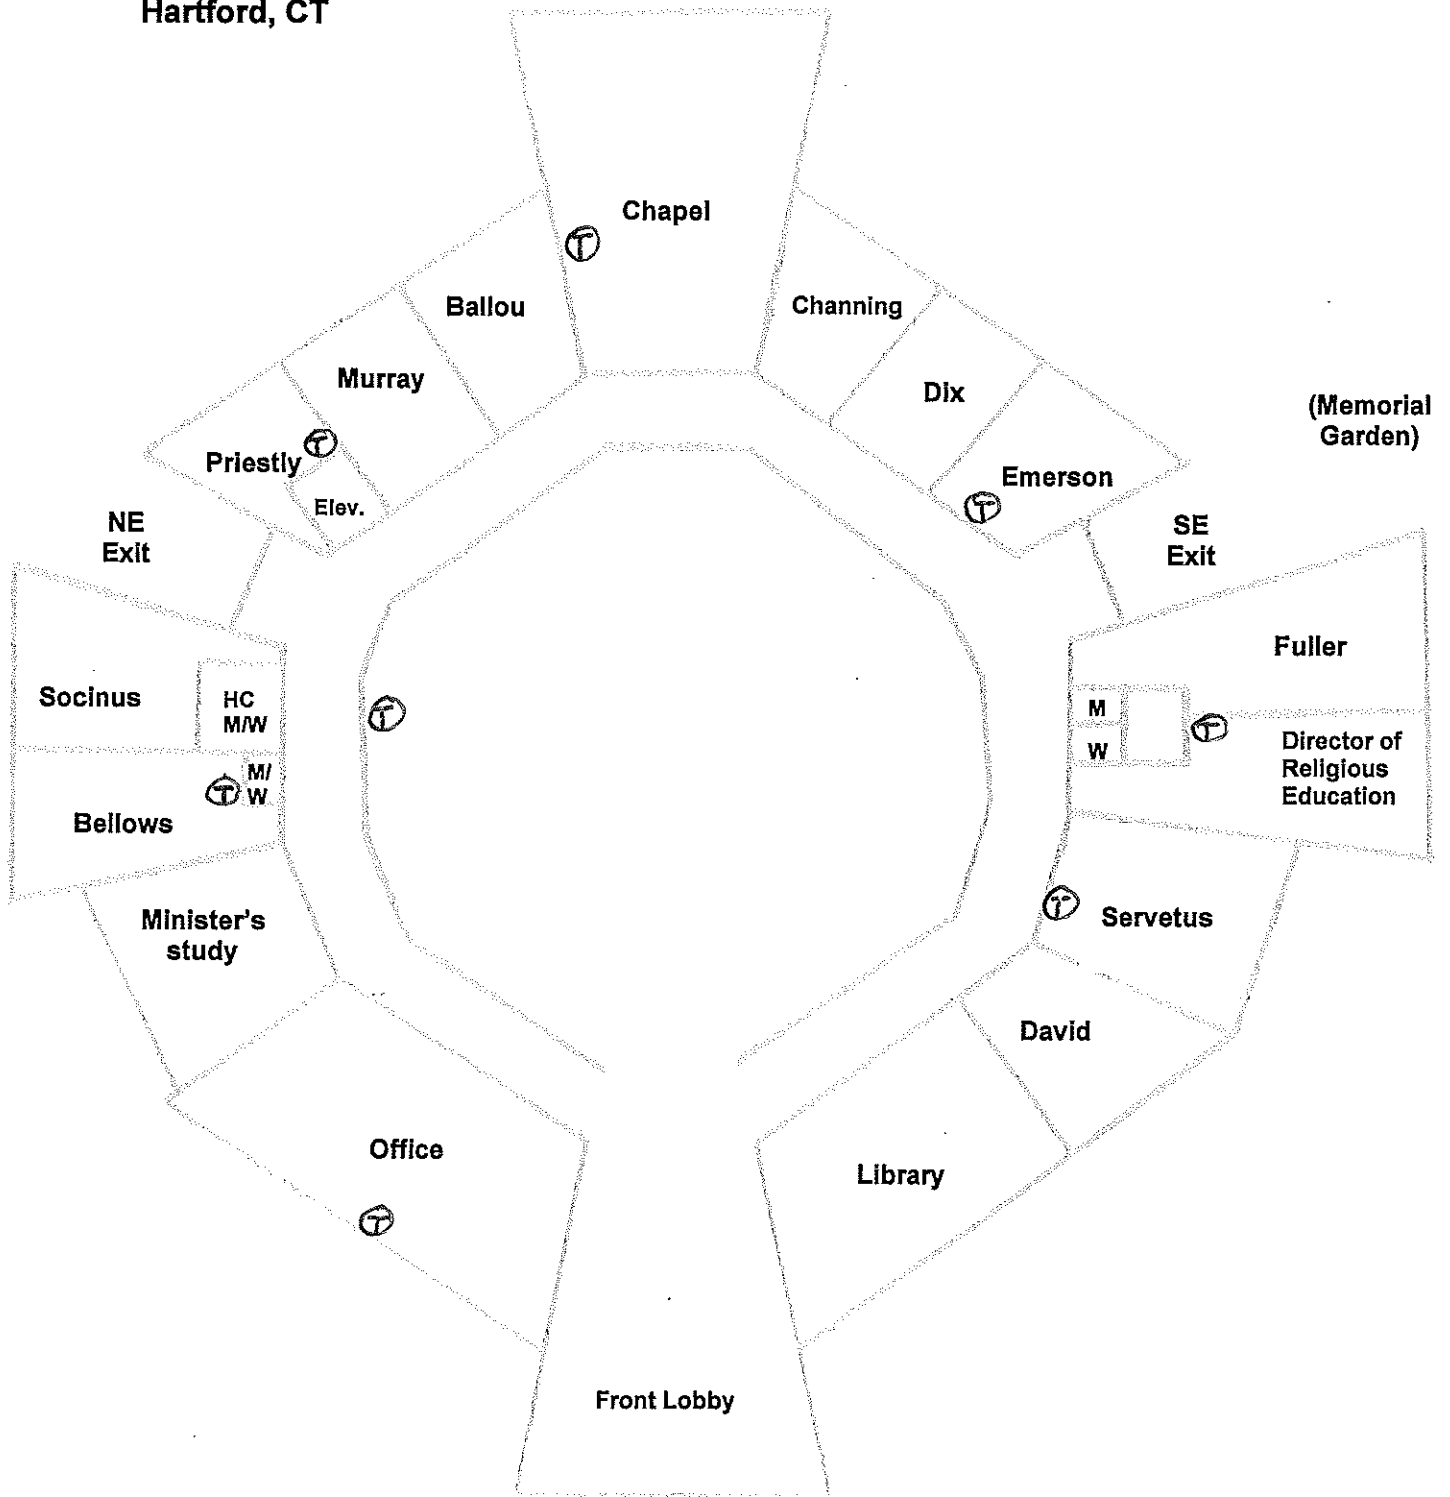 Hartford, CT
Chapel
T
Ballou
Channing
Murray
Dix
(Memorial
Garden)
T
Priestly
Elev.
Emerson
T
NE
Exit
SE
Exit
Fuller
Socinus
HC
M/W
T
M
W
T
Director of
Religious
Education
M/
W
T
Bellows
Minister's
study
T
Servetus
David
Office
T
Library
Front Lobby